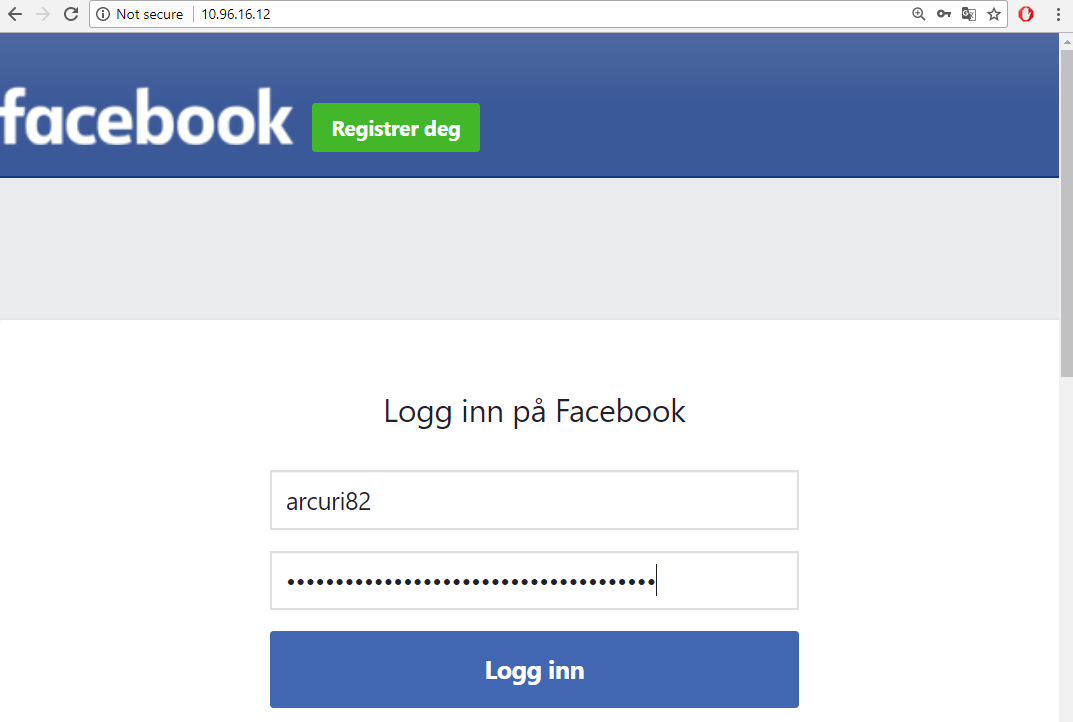 Not secure 10.96.16.12
facebook
Registrer deg
Logg inn på Facebook
arcuri82
••••••••••••••••••••••••••••••••••••••
Logg inn